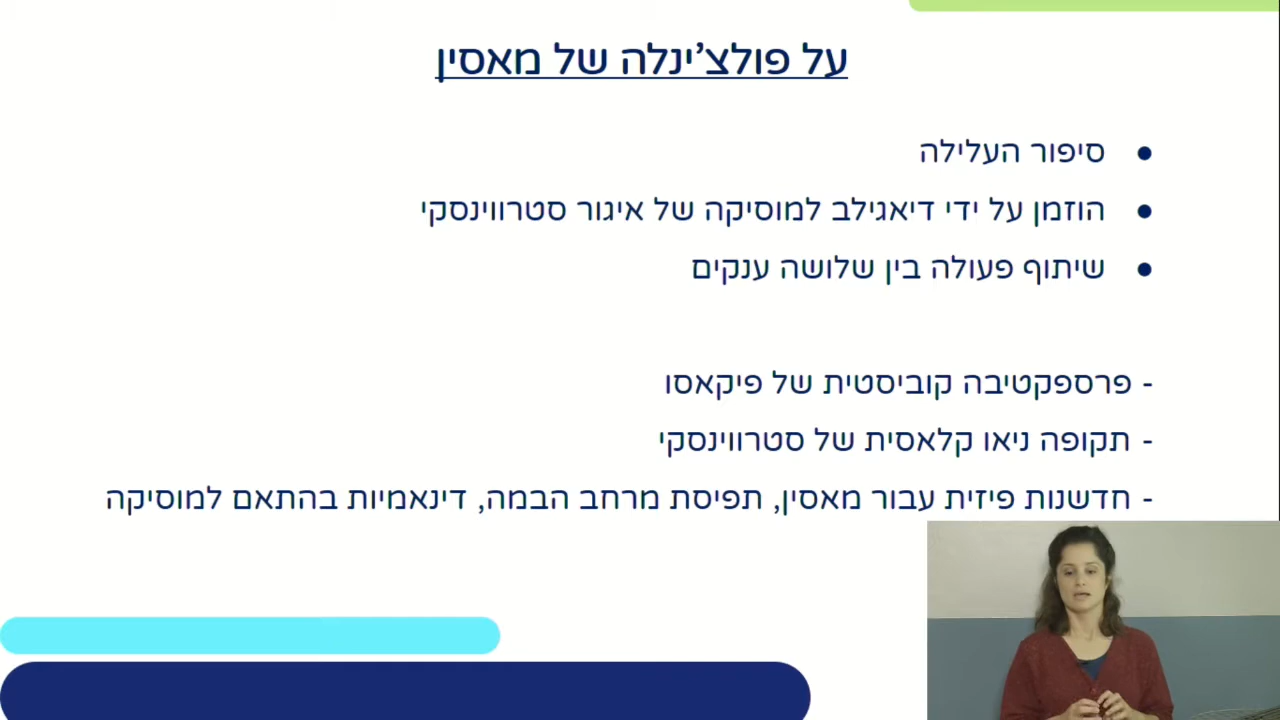 על פולצ'ינלה של מאסין
● סיפור העלילה
● הוזמן על ידי דיאגילב למוסיקה של איגור סטרווינסקי
● שיתוף פעולה בין שלושה ענקים
- פרספקטיבה קוביסטית של פיקאסו
- תקופה ניאו קלאסית של סטרווינסקי
- חדשנות פיזית עבור מאסין, תפיסת מרחב הבמה, דינאמיות בהתאם למוסיקה